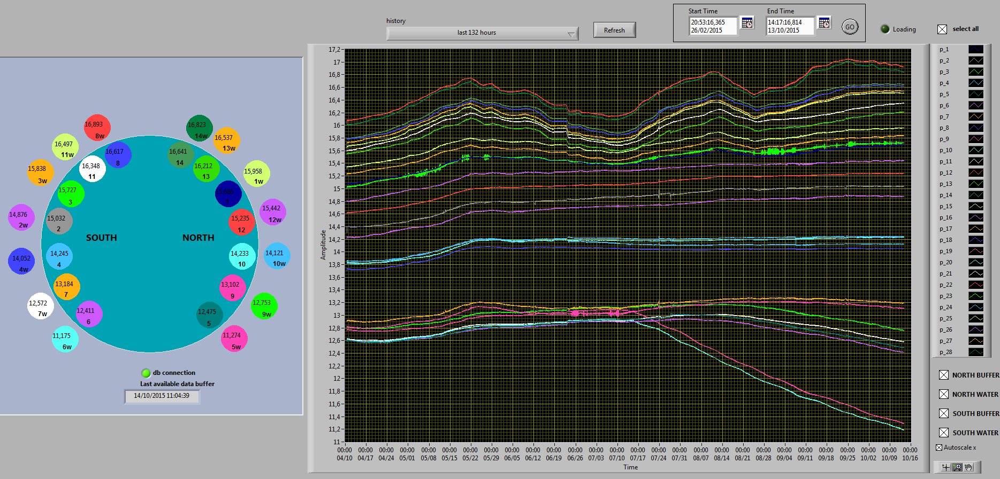 history
last 132 hours
Refresh
Start Time
20:53:16,365
26/02/2015
End Time
14:17:16,814
13/10/2015
GO
Loading
select all
16,893
8w
16,823
14w
16,497
11w
16,617
8
16,641
14
16,537
13w
15,838
3w
16,348
11
16,212
13
15,958
1w
15,727
3
1
14,876
2w
15,032
2
15,235
12
15,442
12w
SOUTH
NORTH
14,052
4w
14,245
4
14,233
10
14,121
10w
13,184
7
13,102
9
12,572
7w
12,411
6
12,475
5
12,753
9w
11,175
6w
11,274
5w
db connection
Last available data buffer
14/10/2015 11:04:39
Amplitude
17,2
17
16,8
16,6
16,4
16,2
16
15,8
15,6
15,4
15,2
15
14,8
14,6
14,4
14,2
14
13,8
13,6
13,4
13,2
13
12,8
12,6
12,4
12,2
12
11,8
11,6
11,4
11,2
11
00:00 00:00 00:00 00:00 00:00 00:00 00:00 00:00 00:00 00:00 00:00 00:00 00:00 00:00 00:00 00:00 00:00 00:00 00:00 00:00 00:00 00:00 00:00 00:00 00:00 00:00 00:00 00:00
04/10 04/17 04/24 05/01 05/08 05/15 05/22 05/29 06/05 06/12 06/19 06/26 07/03 07/10 07/17 07/24 07/31 08/07 08/14 08/21 08/28 09/04 09/11 09/18 09/25 10/02 10/09 10/16
Time
p_1
p_2
p_3
p_4
p_5
p_6
p_7
p_8
p_9
p_10
p_11
p_12
p_13
p_14
p_15
p_16
p_17
p_18
p_19
p_20
p_21
p_22
p_23
p_24
p_25
p_26
p_27
p_28
NORTH BUFFER
NORTH WATER
SOUTH BUFFER
SOUTH WATER
Autoscale x